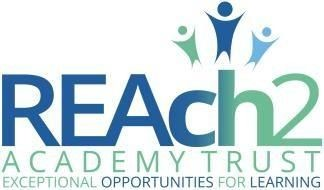 REAch2
ACADEMY TRUST
EXCEPTIONAL OPPORTUNITIES FOR LEARNING